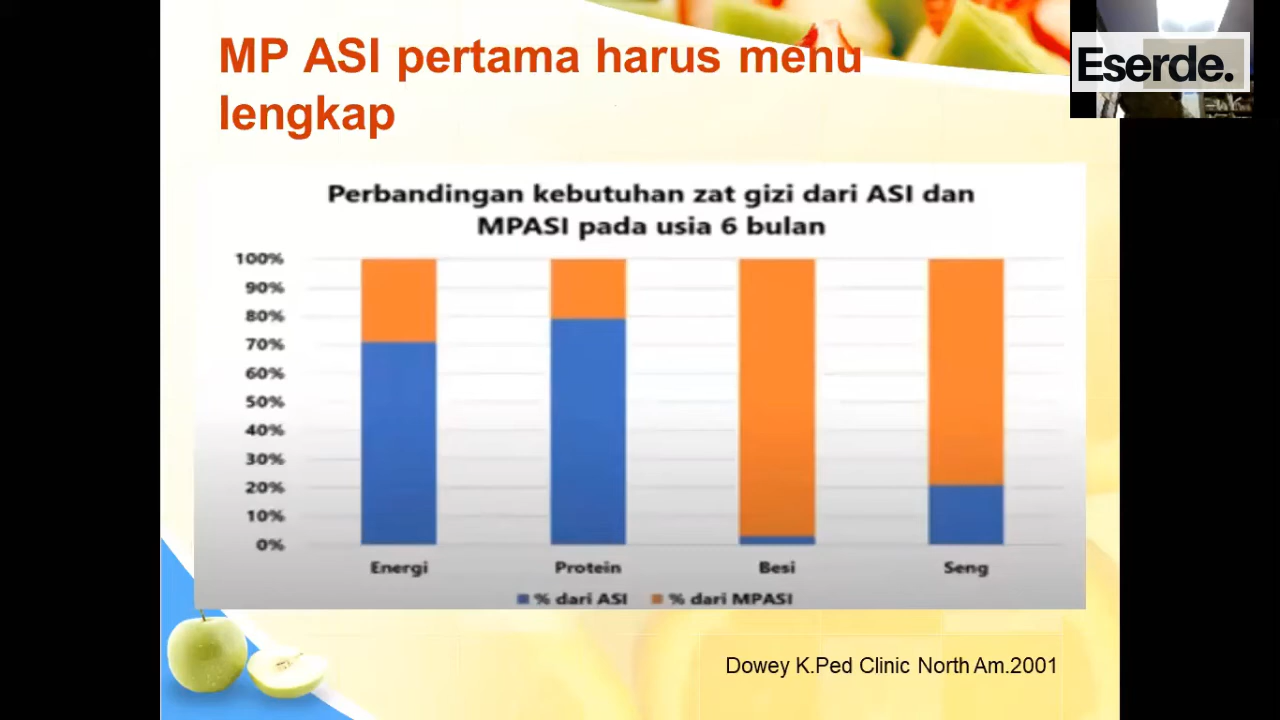 MP ASI pertama harus menu
lengkap
Eserde.
Perbandingan kebutuhan zat gizi dari ASI dan
MPASI pada usia 6 bulan
100%
90%
80%
70%
60%
50%
40%
30%
20%
10%
0%
Energi Protein Besi Seng
% dari ASI % dari MPASI
Dowey K.Ped Clinic North Am.2001